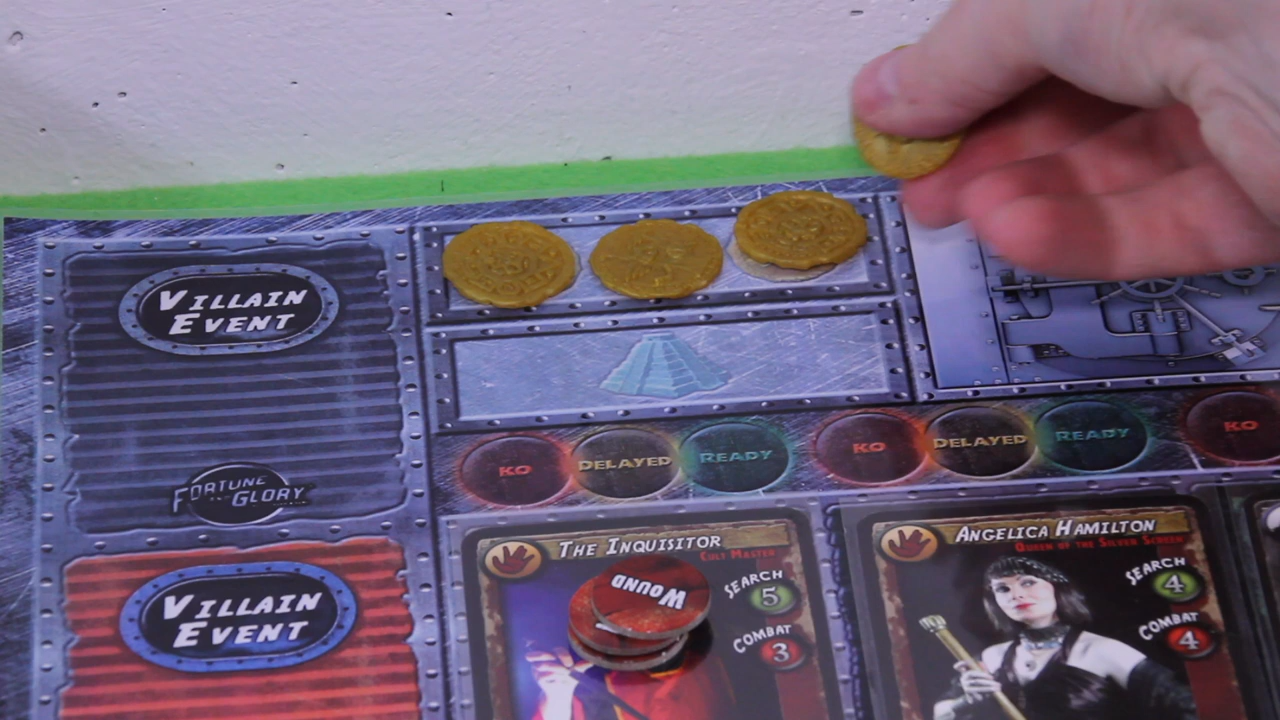 VILLAIN
EVENT
FORTUNE
AND GLORY
KO
DELAYED
READY
KO
DELAYED
READY
KO
VILLAIN
EVENT
THE INQUISITOR
CULT MASTER
SEARCH
5
COMBAT
3
WOUND
ANGELICA HAMILTON
QUEEN OF THE SILVER SCREEN
SEARCH
4
COMBAT
4